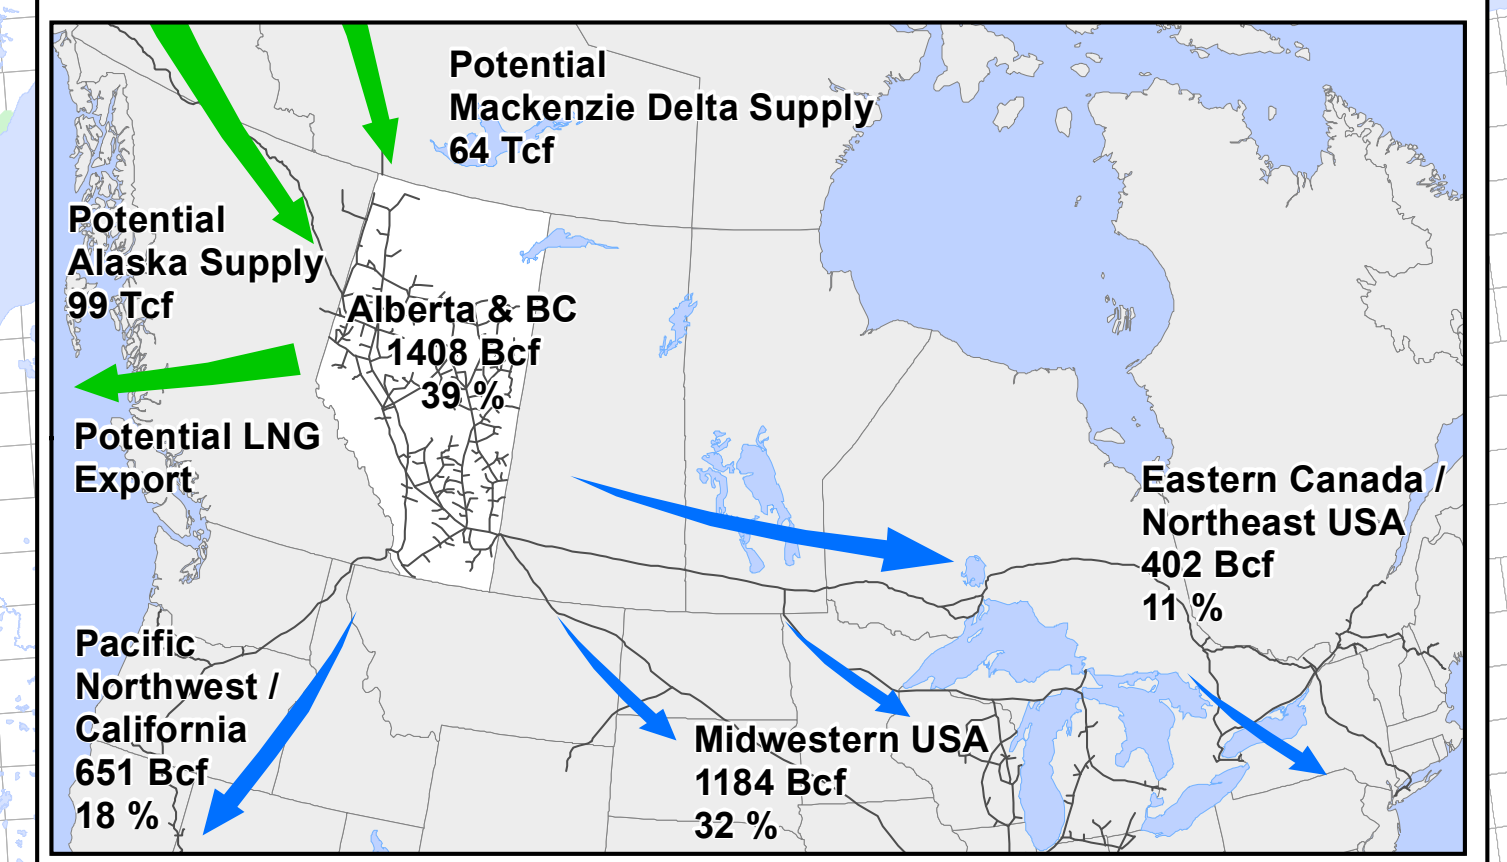 Potential
Mackenzie Delta Supply
64 Tcf
Potential
Alaska Supply
99 Tcf
Alberta & BC
1408 Bcf
39 %
Potential LNG
Export
Eastern Canada /
Northeast USA
402 Bcf
11 %
Pacific
Northwest /
California
651 Bcf
18 %
Midwestern USA
1184 Bcf
32 %